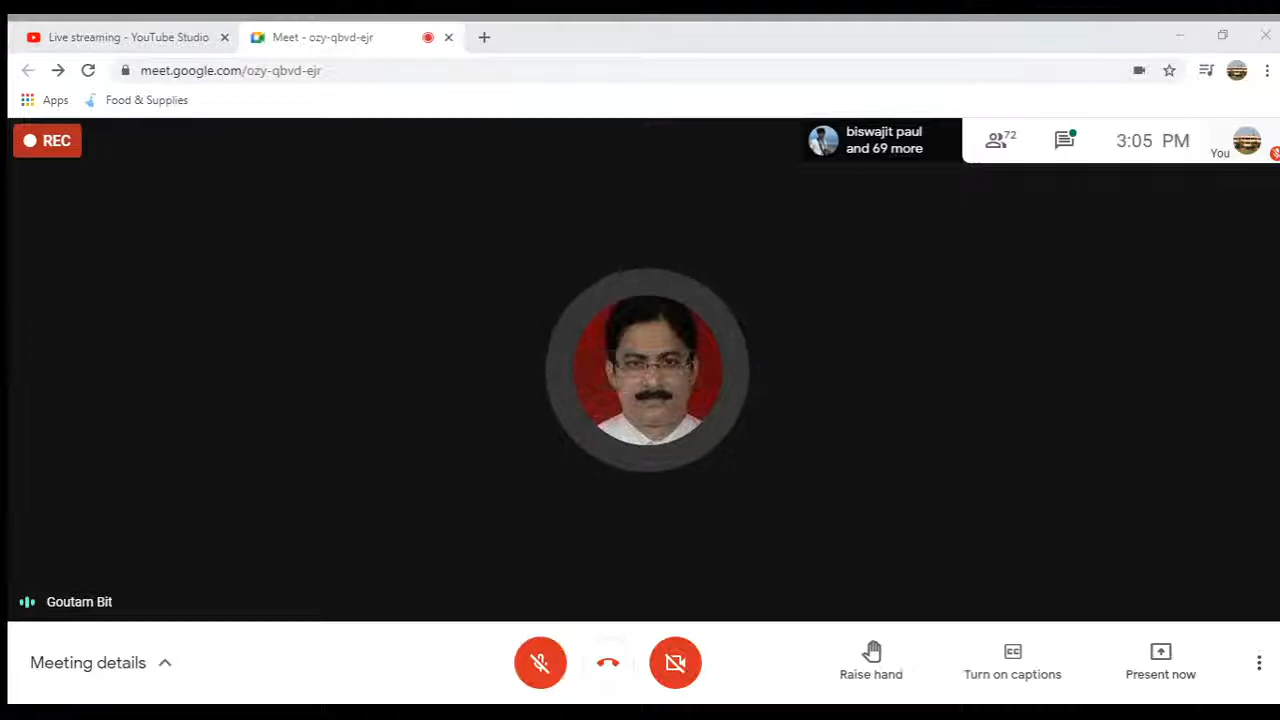 Live streaming - YouTube Studio
Meet - ozy-qbvd-ejr
meet.google.com/ozy-qbvd-ejr
Apps
Food & Supplies
REC
biswajit paul
and 69 more
72
3:05 PM
You
Goutam Bit
Meeting details
Raise hand
CC
Turn on captions
Present now